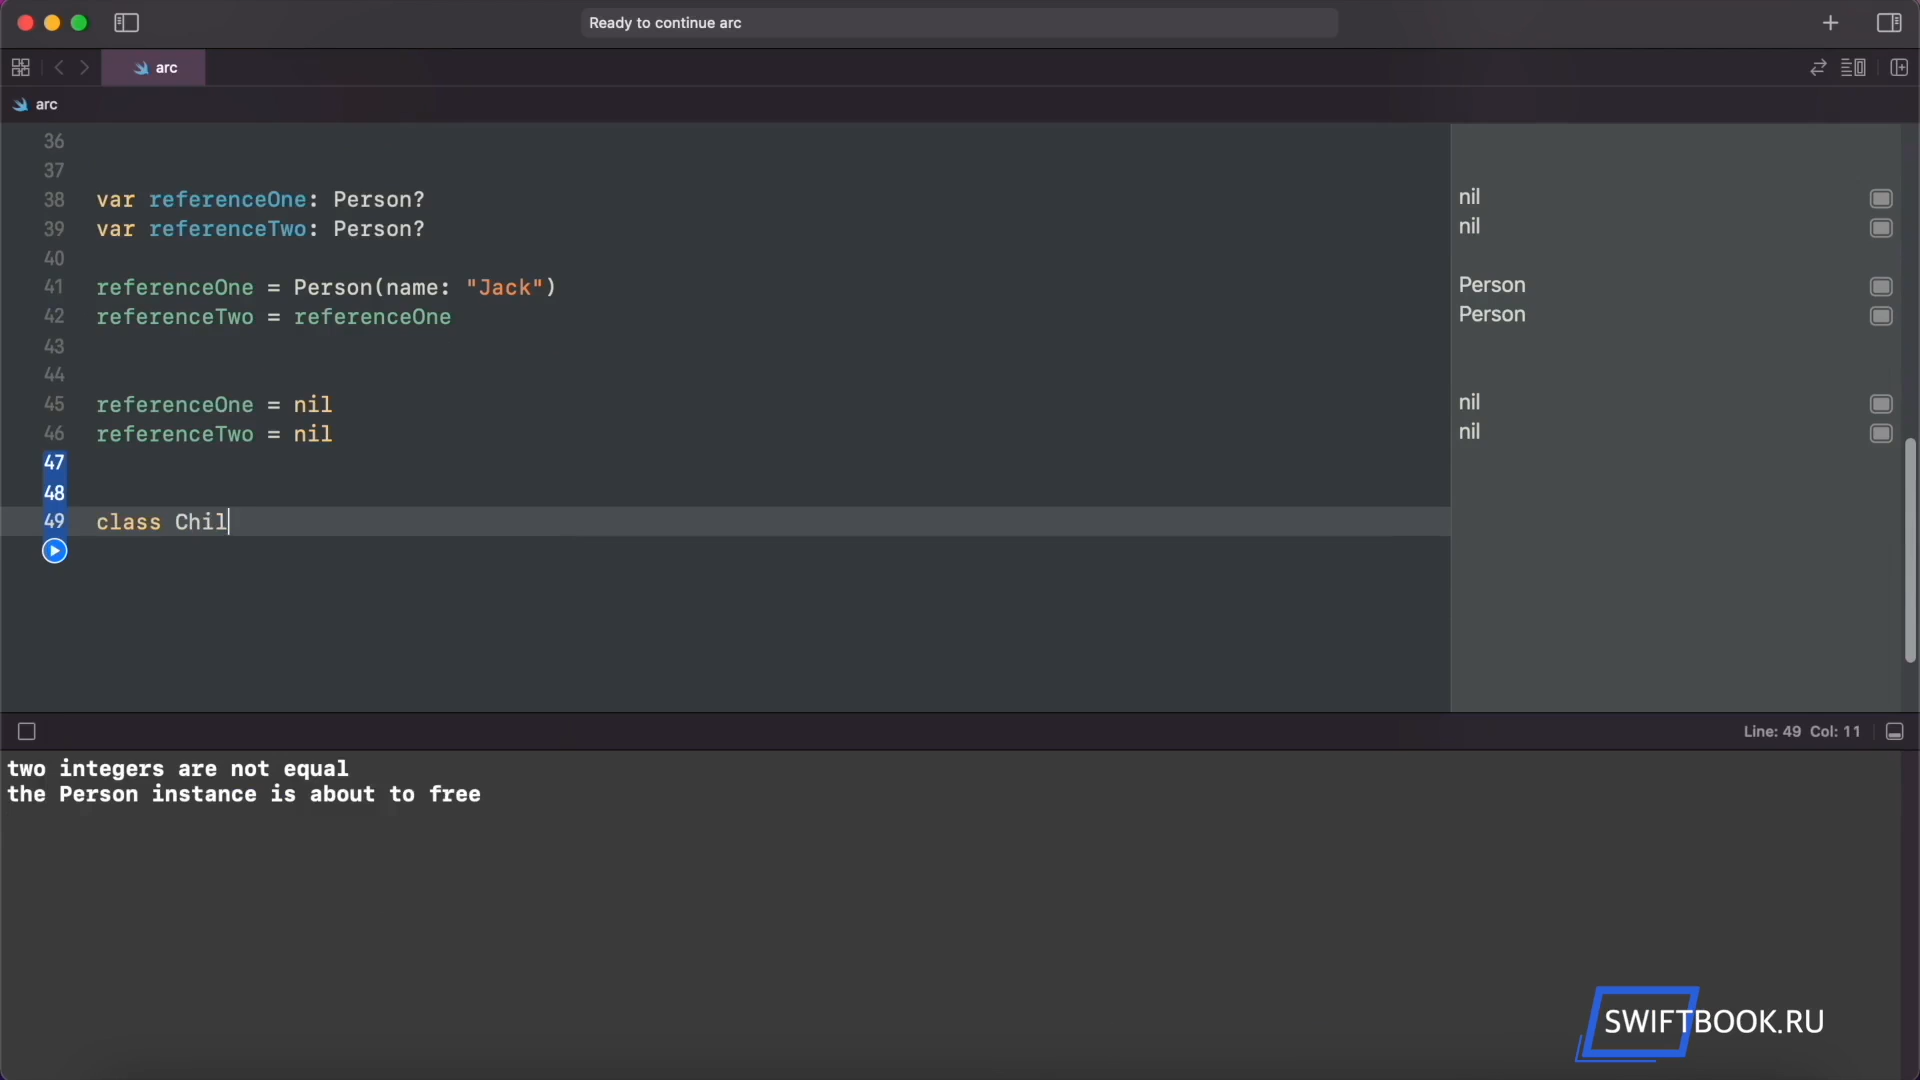 Ready to continue arc
arc
arc
36
37
38 var referenceOne: Person? nil
39 var referenceTwo: Person? nil
40
41 referenceOne = Person(name: "Jack") Person
42 referenceTwo = referenceOne Person
43
44
45 referenceOne = nil nil
46 referenceTwo = nil nil
47
48
49 class Chil
Line: 49 Col: 11
two integers are not equal
the Person instance is about to free
SWIFTBOOK.RU